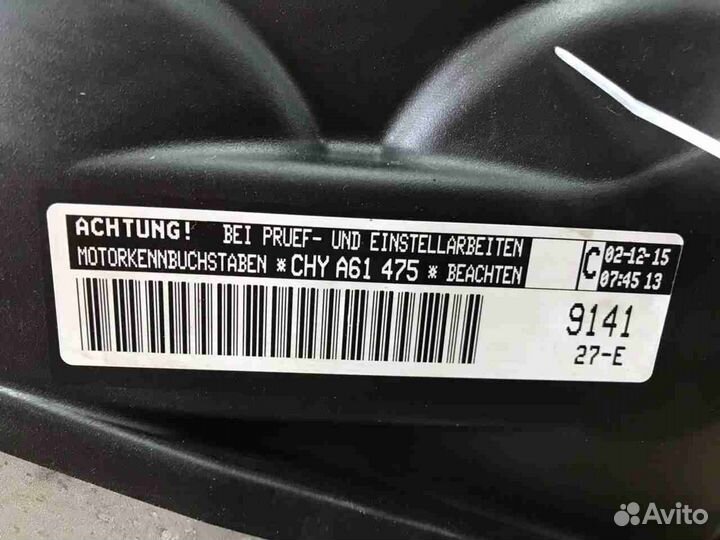 ACHTUNG! BEI PRUEF- UND EINSTELLARBEITEN
MOTORKENNBUCHSTABEN *CHY A61 475* BEACHTEN
C
02-12-15
07:45 13
9141
27-E
Avito